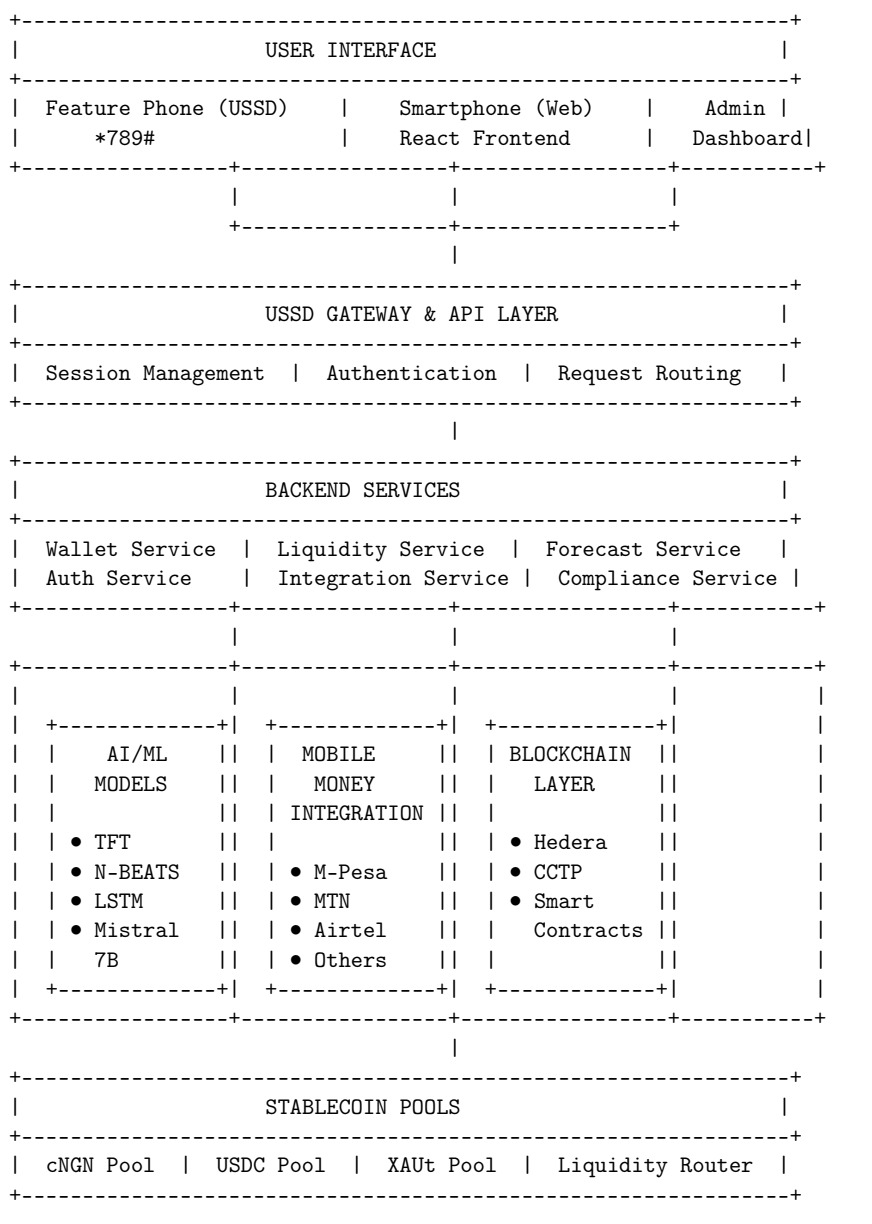 USER INTERFACE
Feature Phone (USSD) | Smartphone (Web) | Admin |
*789# | React Frontend | Dashboard|
USSD GATEWAY & API LAYER
Session Management | Authentication | Request Routing |
BACKEND SERVICES
Wallet Service | Liquidity Service | Forecast Service |
Auth Service | Integration Service | Compliance Service |
AI/ML || | MOBILE || | BLOCKCHAIN ||
MODELS || | MONEY || | LAYER ||
|| | INTEGRATION || | ||
• TFT || | || | • Hedera ||
• N-BEATS || | • M-Pesa || | • CCTP ||
• LSTM || | • MTN || | • Smart ||
• Mistral || | • Airtel || | Contracts ||
7B || | • Others || | ||
STABLECOIN POOLS
cNGN Pool | USDC Pool | XAUt Pool | Liquidity Router |